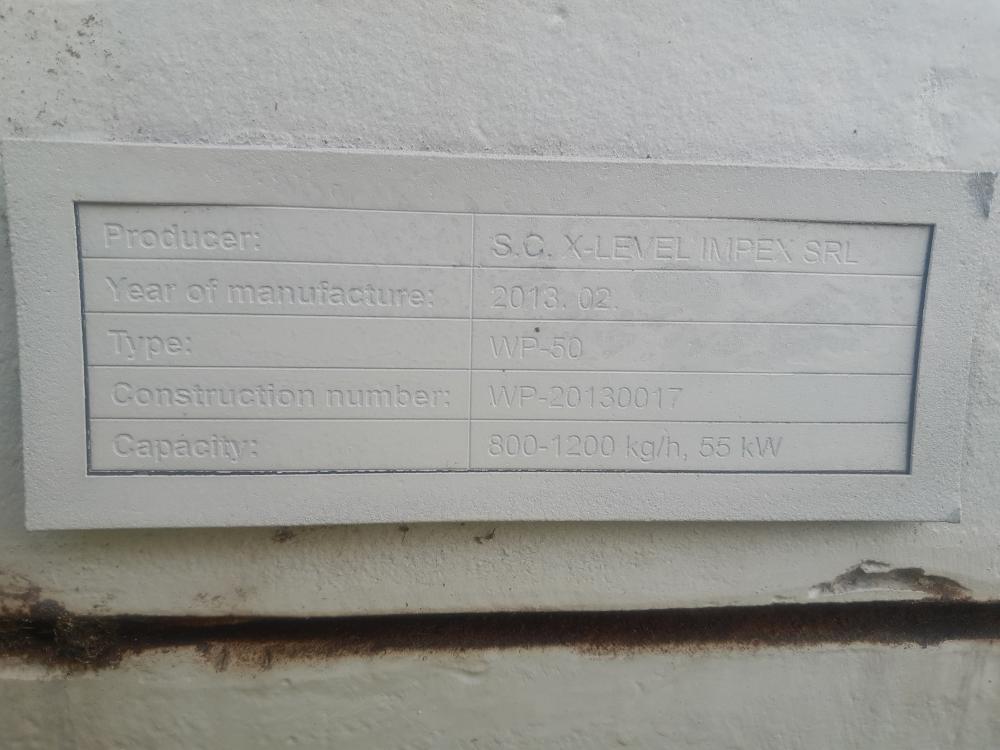 Producer: S.C. X-LEVEL IMPEX SRL
Year of manufacture: 2013. 02.
Type: WP-50
Construction number: WP-20130017
Capacity: 800-1200 kg/h, 55 kW